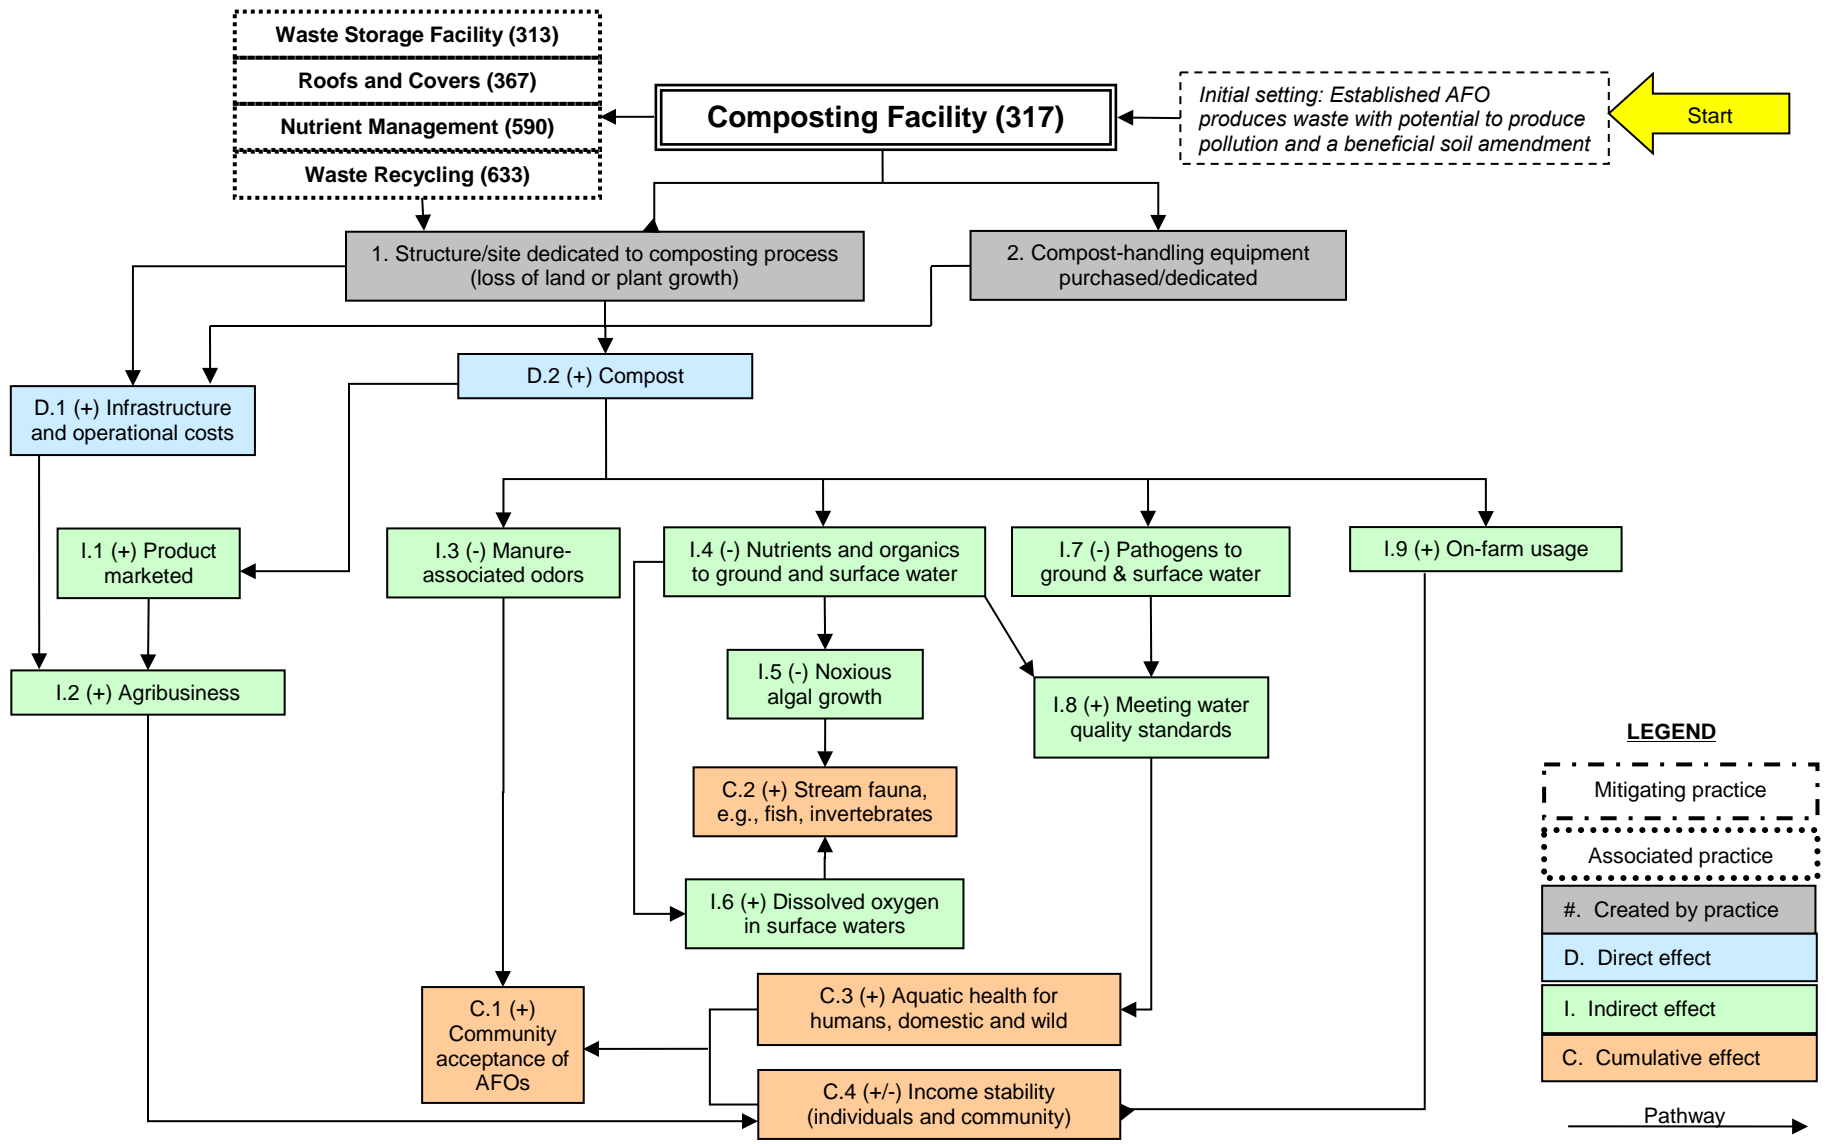 Waste Storage Facility (313)
Roofs and Covers (367)
Nutrient Management (590)
Waste Recycling (633)
Composting Facility (317)
Initial setting: Established AFO
produces waste with potential to produce
pollution and a beneficial soil amendment
Start
1. Structure/site dedicated to composting process
(loss of land or plant growth)
2. Compost-handling equipment
purchased/dedicated
D.2 (+) Compost
D.1 (+) Infrastructure
and operational costs
I.1 (+) Product
marketed
I.3 (-) Manure-
associated odors
I.4 (-) Nutrients and organics
to ground and surface water
I.7 (-) Pathogens to
ground & surface water
I.9 (+) On-farm usage
I.2 (+) Agribusiness
I.5 (-) Noxious
algal growth
I.8 (+) Meeting water
quality standards
C.2 (+) Stream fauna,
e.g., fish, invertebrates
I.6 (+) Dissolved oxygen
in surface waters
C.1 (+)
Community
acceptance of
AFOs
C.3 (+) Aquatic health for
humans, domestic and wild
C.4 (+/-) Income stability
(individuals and community)
LEGEND
Mitigating practice
Associated practice
#. Created by practice
D. Direct effect
I. Indirect effect
C. Cumulative effect
Pathway